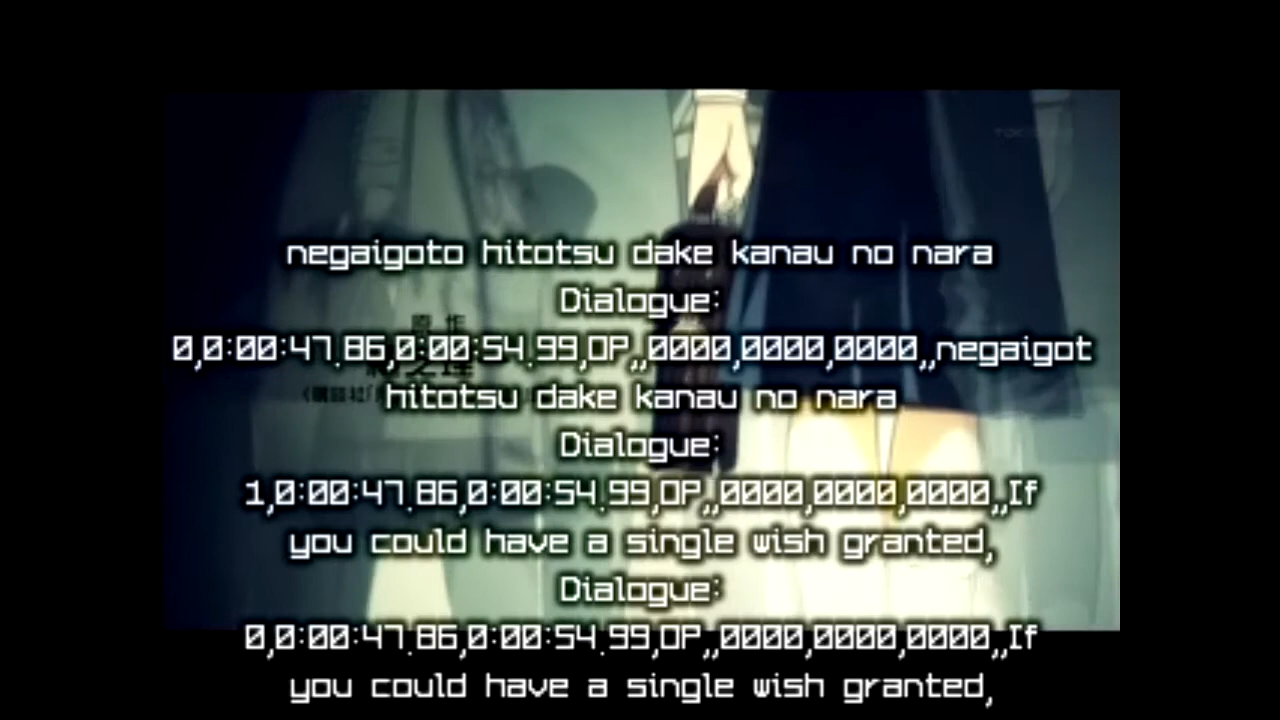 negaigoto hitotsu dake kanau no nara
Dialogue:
0,0:00:47.86,0:00:54.99,OP,,0000,0000,0000,,negaigot
hitotsu dake kanau no nara
Dialogue:
1,0:00:47.86,0:00:54.99,OP,,0000,0000,0000,,If
you could have a single wish granted,
Dialogue:
0,0:00:47.86,0:00:54.99,OP,,0000,0000,0000,,If
you could have a single wish granted,
原 作